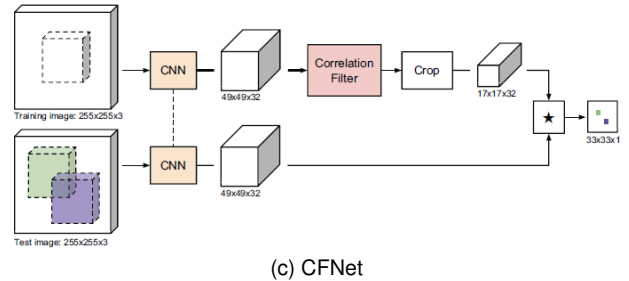 CNN
49x49x32
Correlation
Filter
Crop
17x17x32
Training image: 255x255x3
★
33x33x1
CNN
49x49x32
Test image: 255x255x3
(c) CFNet